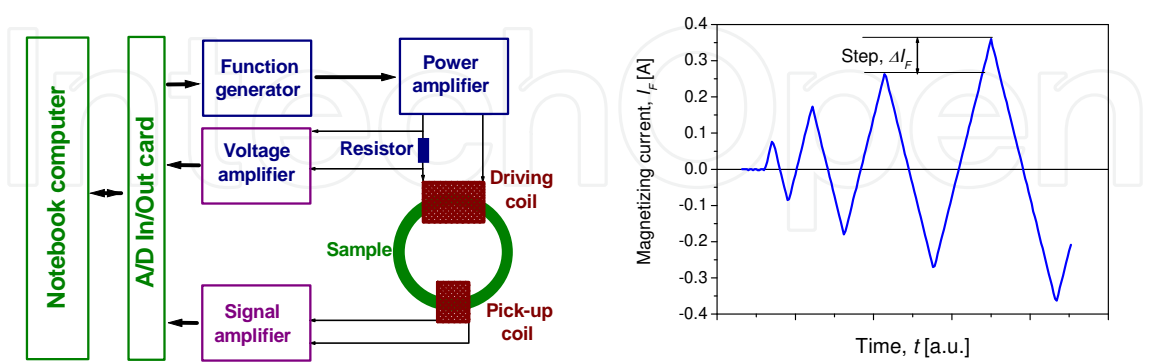 Notebook computer
A/D In/Out card
Function
generator
Power
amplifier
Voltage
amplifier
Resistor
Driving
coil
Sample
Signal
amplifier
Pick-up
coil
IntechOpen
Magnetizing current, I_F [A]
0.4
0.3
0.2
0.1
0.0
-0.1
-0.2
-0.3
-0.4
Step, ΔI_F
Time, t [a.u.]